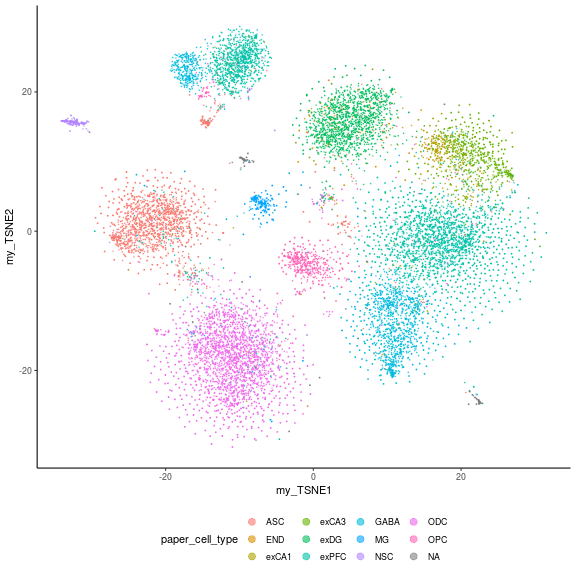 20
0
-20
my_TSNE2
-20 0 20
my_TSNE1
paper_cell_type
ASC exCA3 GABA ODC
END exDG MG OPC
exCA1 exPFC NSC NA